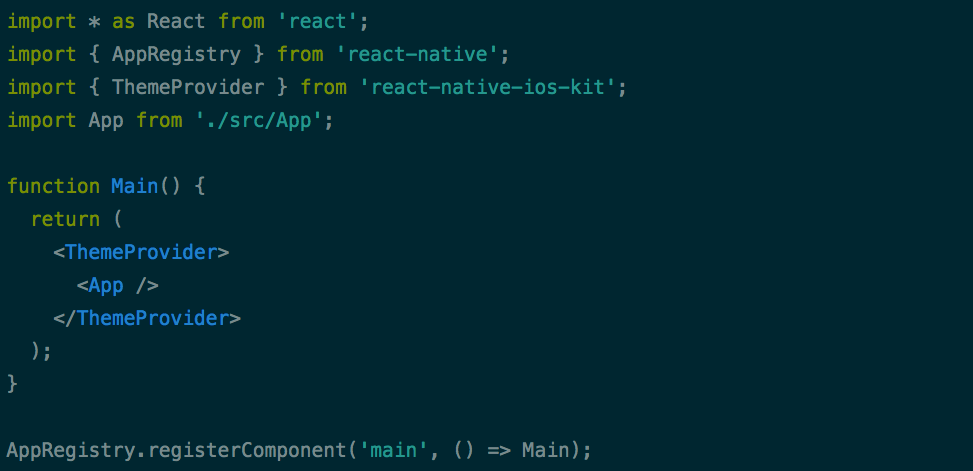 import * as React from 'react';
import { AppRegistry } from 'react-native';
import { ThemeProvider } from 'react-native-ios-kit';
import App from './src/App';

function Main() {
  return (
    <ThemeProvider>
      <App />
    </ThemeProvider>
  );
}

AppRegistry.registerComponent('main', () => Main);